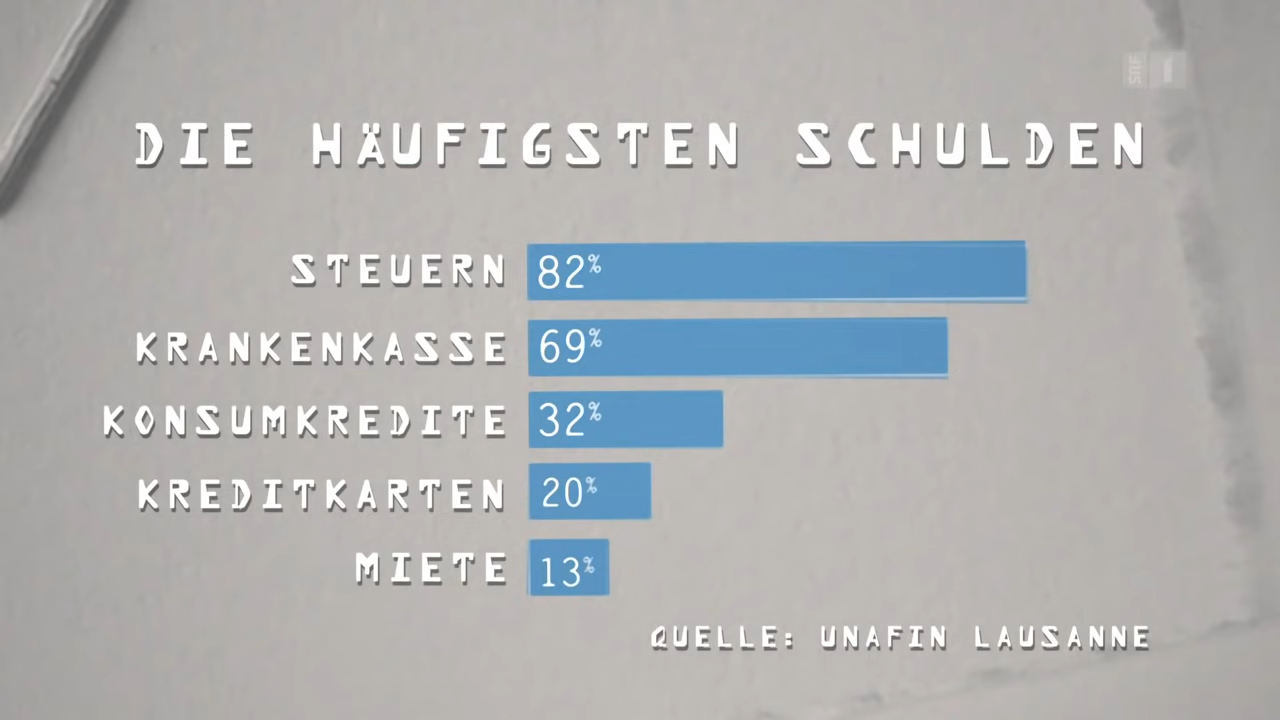 SRF 1
DIE HÄUFIGSTEN SCHULDEN
STEUERN 82%
KRANKENKASSE 69%
KONSUMKREDITE 32%
KREDITKARTEN 20%
MIETE 13%
QUELLE: UNAFIN LAUSANNE